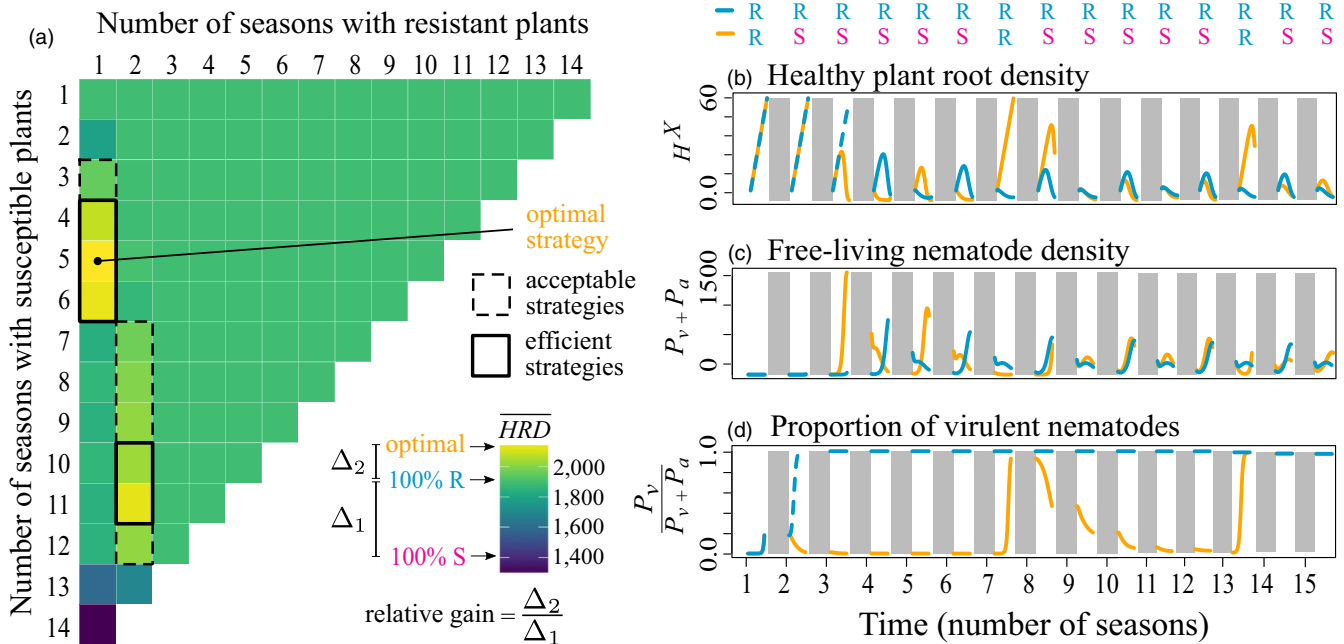 (a)
Number of seasons with resistant plants
1 2 3 4 5 6 7 8 9 10 11 12 13 14
Number of seasons with susceptible plants
1
2
3
4
5
6
7
8
9
10
11
12
13
14
optimal
strategy
acceptable
strategies
efficient
strategies
HRD
optimal
100% R
100% S
Δ2
Δ1
2,000
1,800
1,600
1,400
relative gain = Δ2/Δ1
R R R R R R R R R R R R R R R
R S S S S S R S S S S S R S S
(b) Healthy plant root density
H^X
60
0.0
(c) Free-living nematode density
Pv + Pa
1500
0
(d) Proportion of virulent nematodes
Pv/Pv + Pa
1.0
0.0
1 2 3 4 5 6 7 8 9 10 11 12 13 14 15
Time (number of seasons)